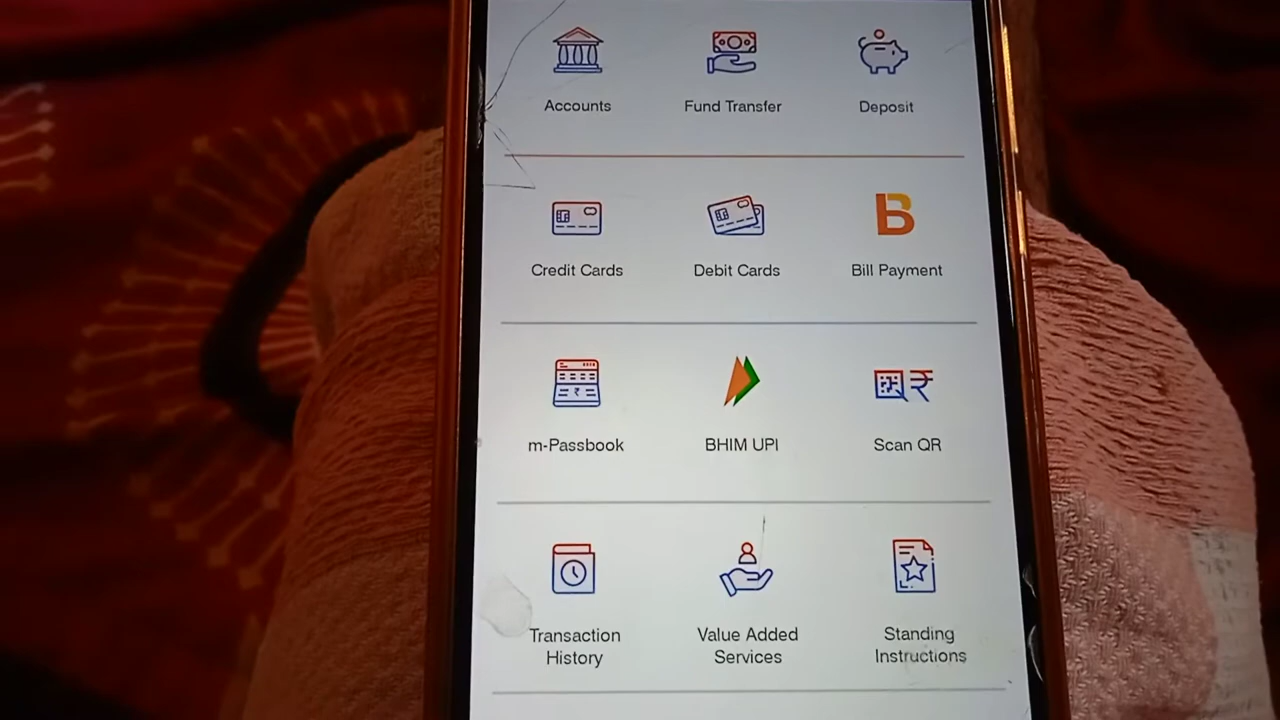 Accounts
Fund Transfer
Deposit
Credit Cards
Debit Cards
Bill Payment
m-Passbook
BHIM UPI
Scan QR
Transaction
History
Value Added
Services
Standing
Instructions